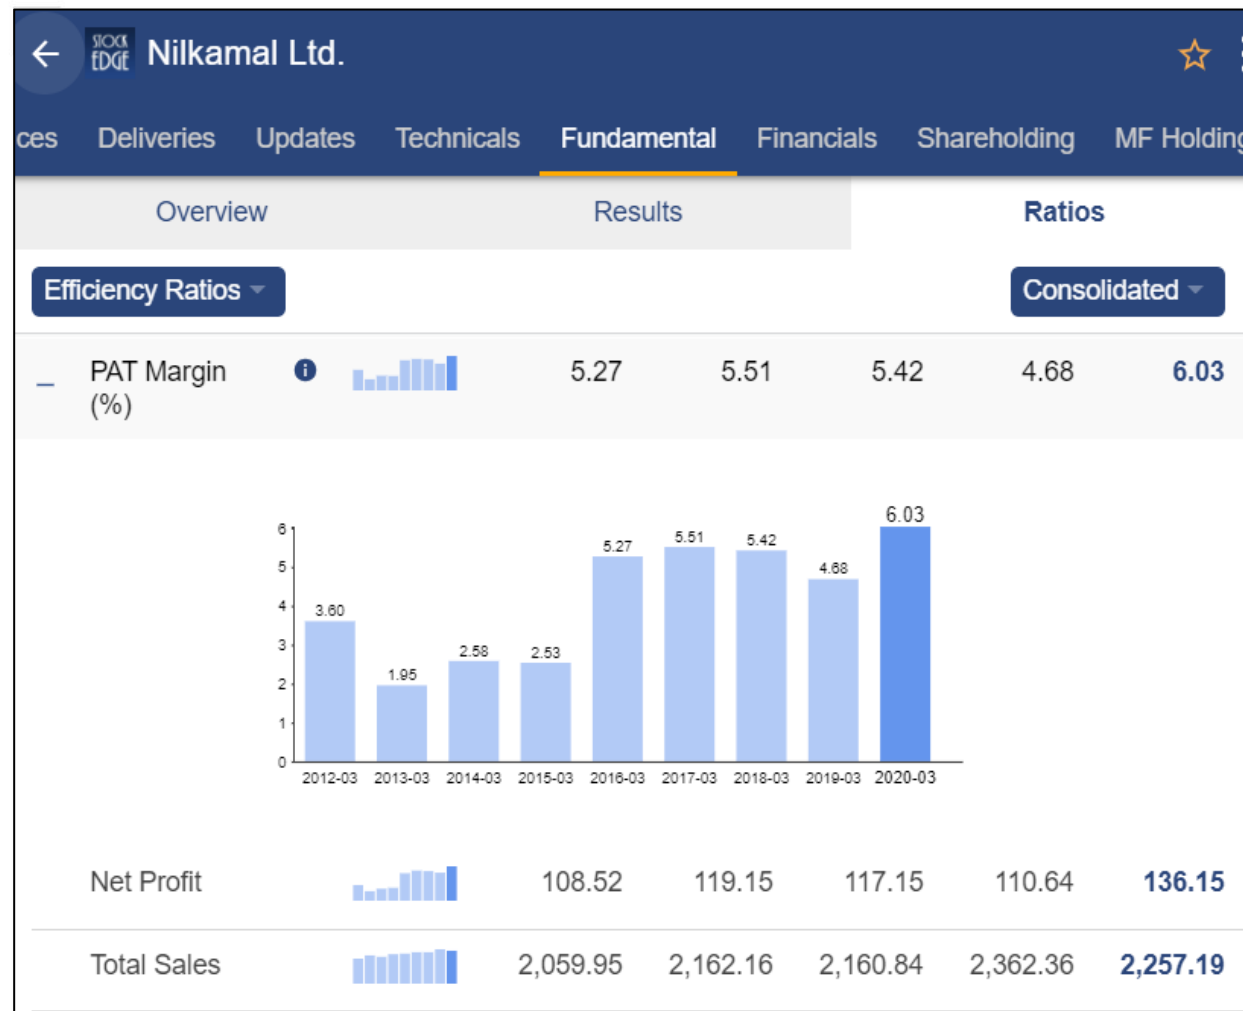 STOCK
EDGE
Nilkamal Ltd.
ces Deliveries Updates Technicals Fundamental Financials Shareholding MF Holding
Overview Results Ratios
Efficiency Ratios Consolidated
PAT Margin 5.27 5.51 5.42 4.68 6.03
(%)
6.03
6 5.27 5.51 5.42
5 4.68
4 3.60
3 2.58 2.53
2 1.95
1
0
2012-03 2013-03 2014-03 2015-03 2016-03 2017-03 2018-03 2019-03 2020-03
Net Profit 108.52 119.15 117.15 110.64 136.15
Total Sales 2,059.95 2,162.16 2,160.84 2,362.36 2,257.19